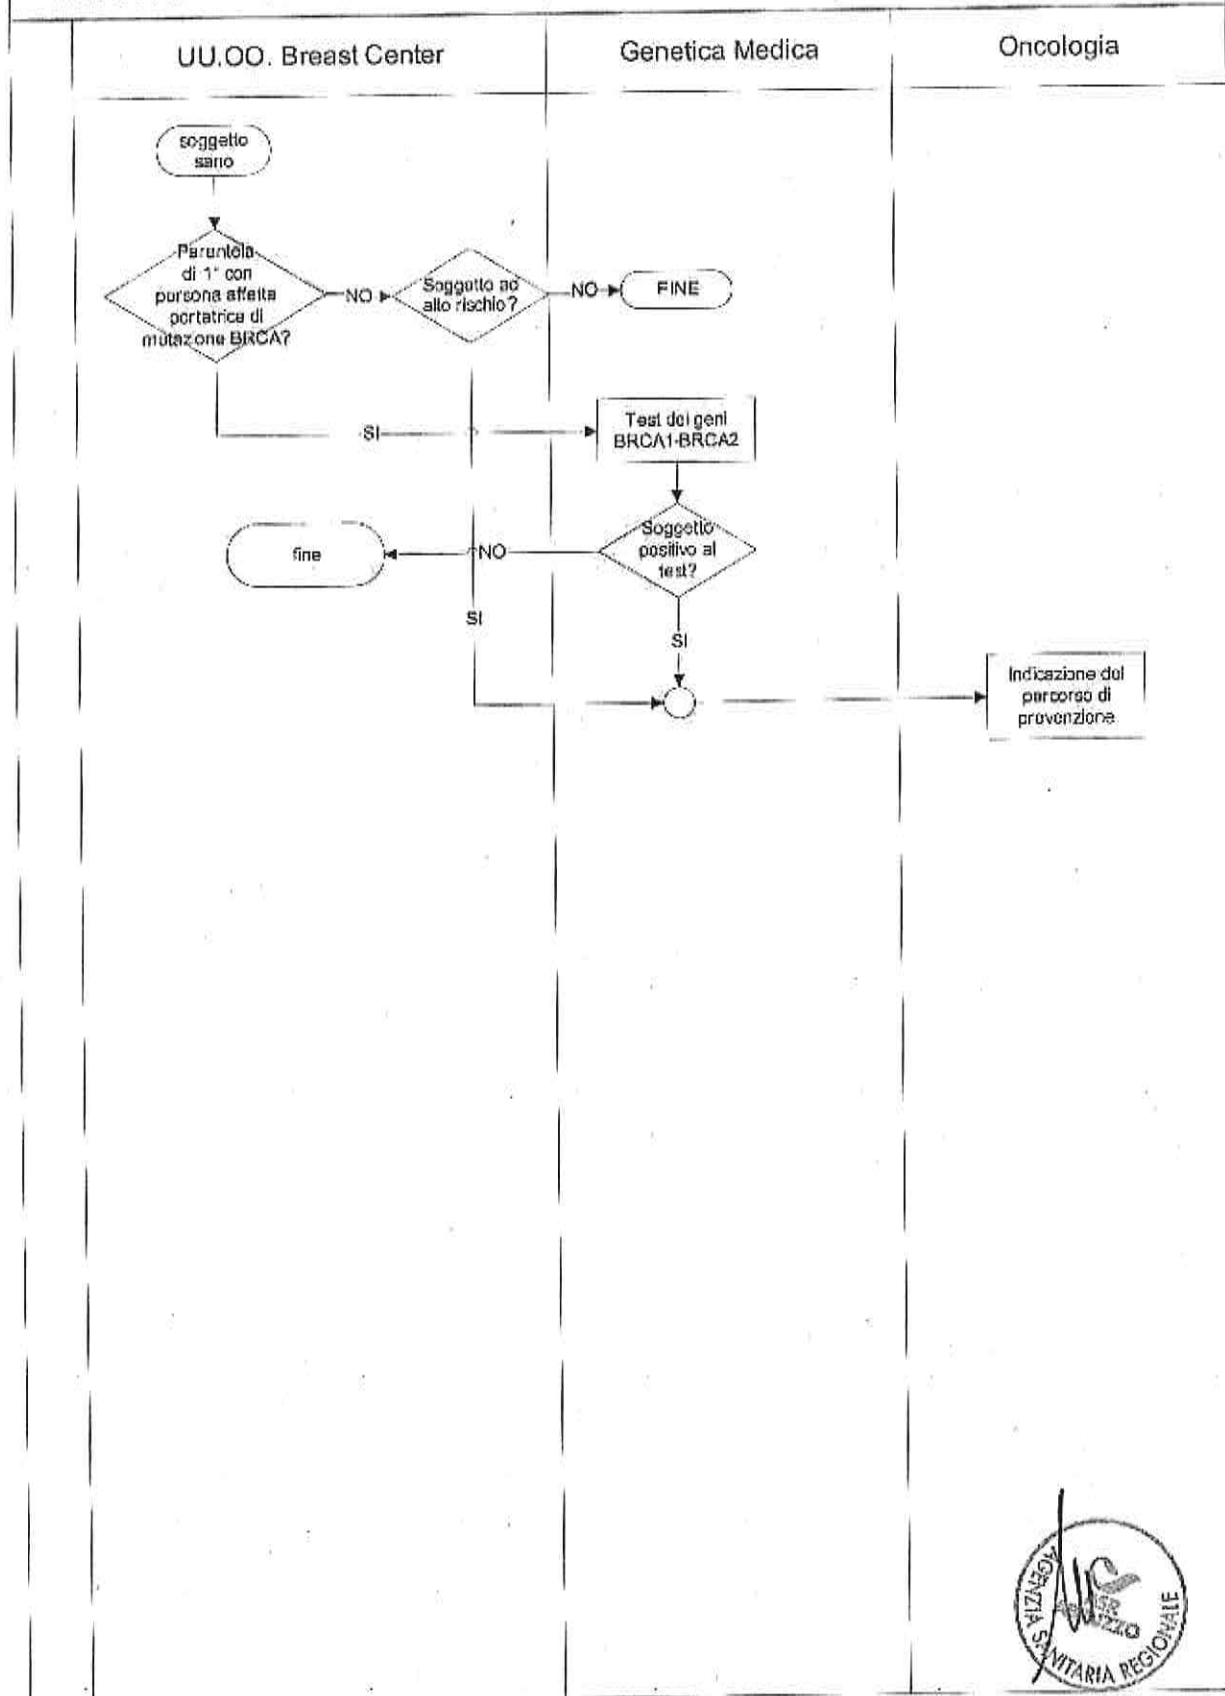 UU.OO. Breast Center
Genetica Medica
Oncologia
soggetto
sano
Parentela
di 1° con
persona affetta
portatrice di
mutazione BRCA?
NO
Soggetto ad
alto rischio?
NO
FINE
SI
Test dei geni
BRCA1-BRCA2
fine
NO
Soggetto
positivo al
test?
SI
SI
Indicazione del
percorso di
prevenzione
AGENZIA SANITARIA REGIONALE
ABRUZZO